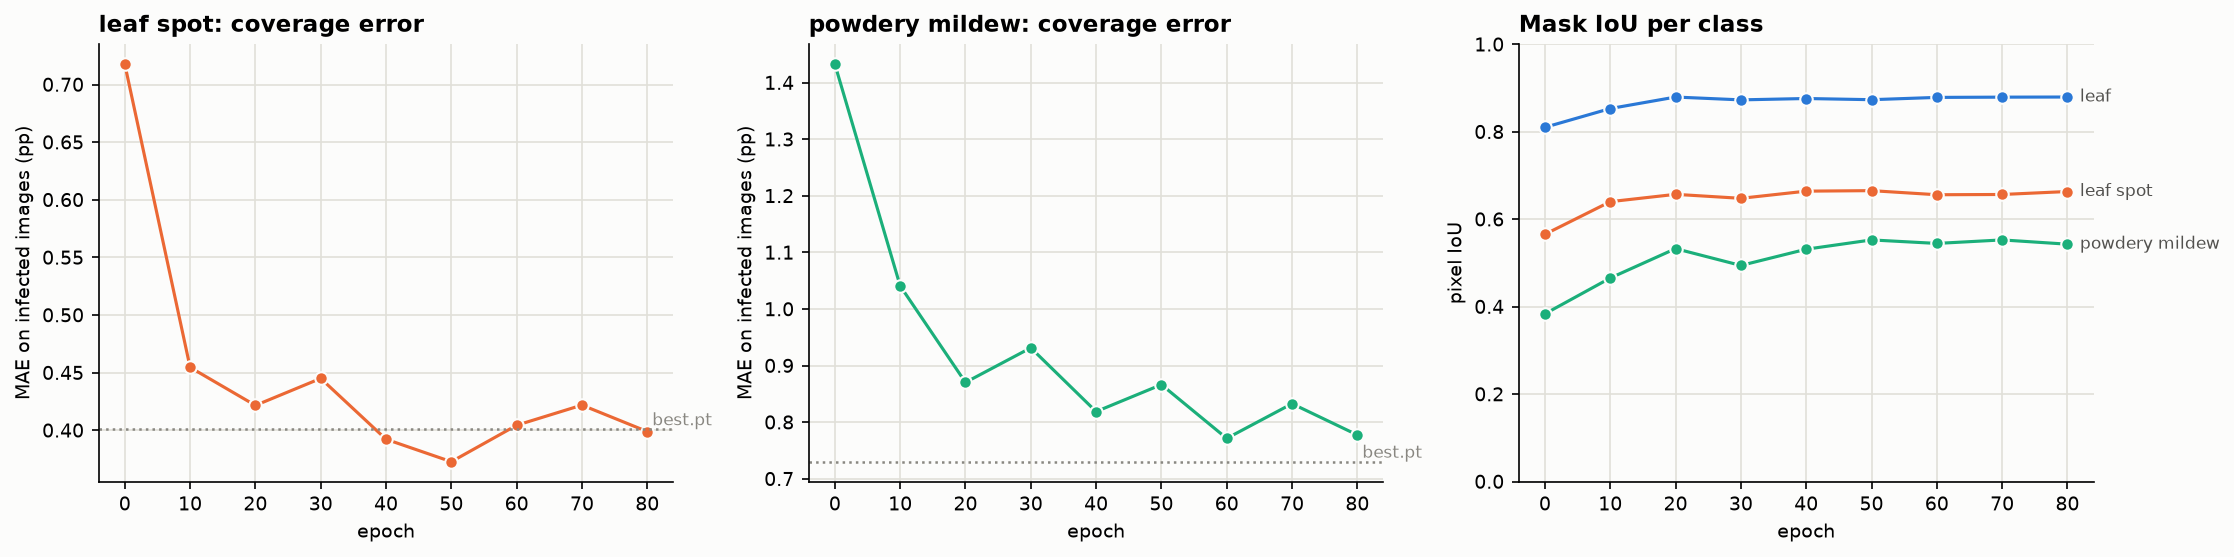 leaf spot: coverage error
MAE on infected images (pp)
0.70
0.65
0.60
0.55
0.50
0.45
0.40
best.pt
0 10 20 30 40 50 60 70 80
epoch
powdery mildew: coverage error
MAE on infected images (pp)
1.4
1.3
1.2
1.1
1.0
0.9
0.8
0.7
best.pt
0 10 20 30 40 50 60 70 80
epoch
Mask IoU per class
pixel IoU
1.0
0.8
0.6
0.4
0.2
0.0
leaf
leaf spot
powdery mildew
0 10 20 30 40 50 60 70 80
epoch